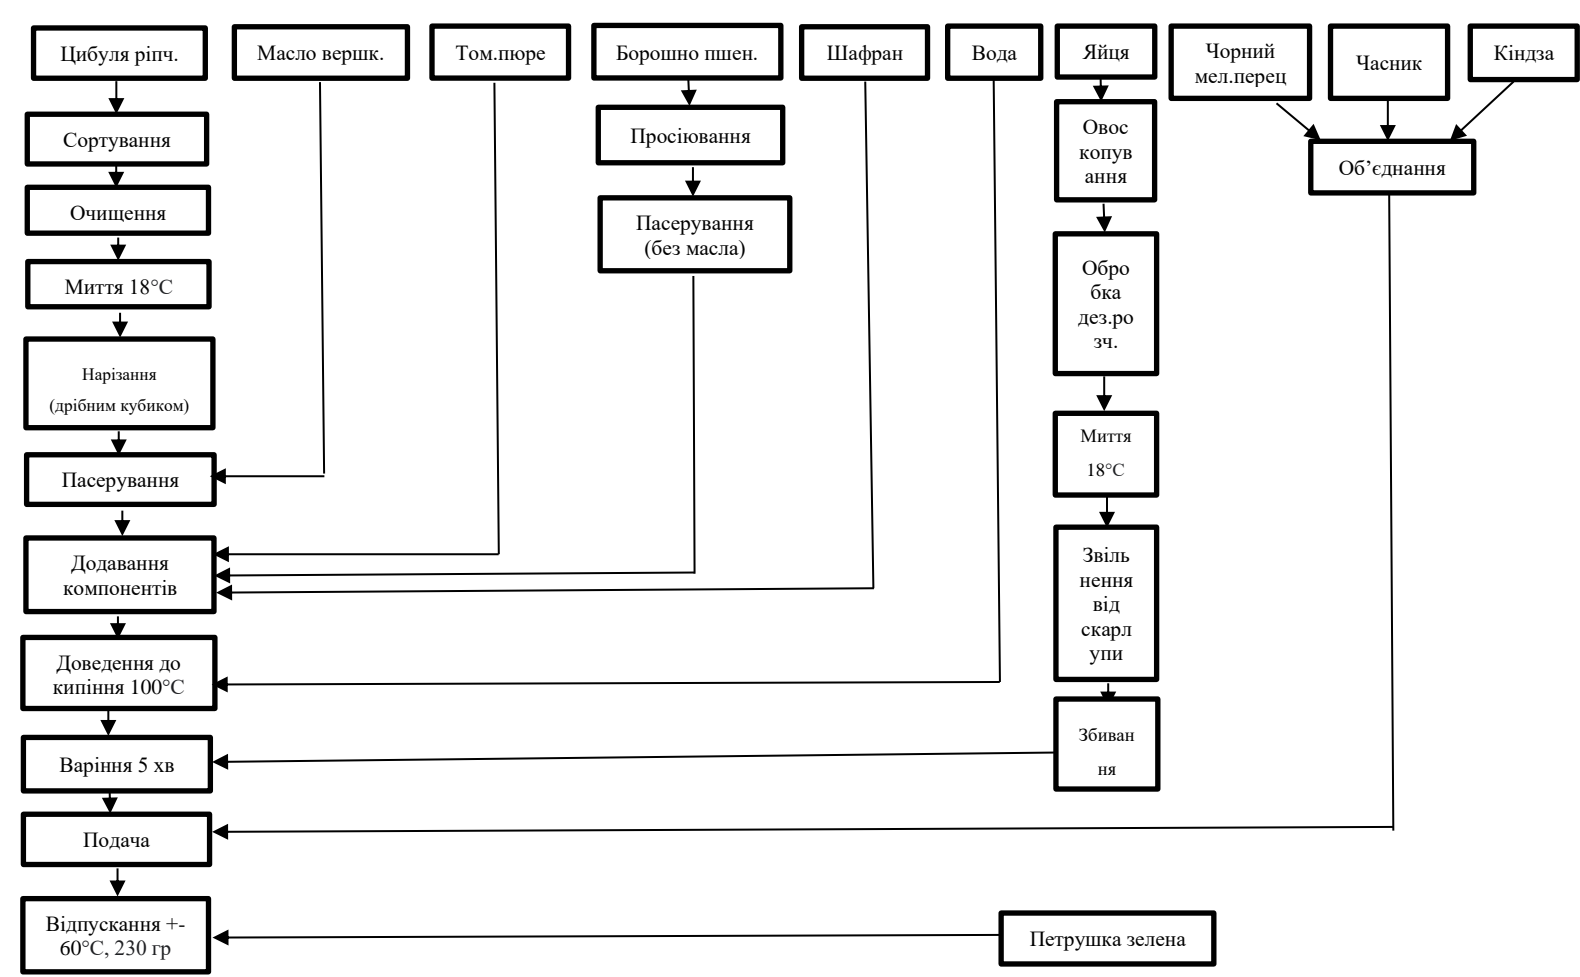 Цибуля ріпч.
Масло вершк.
Том.пюре
Борошно пшен.
Шафран
Вода
Яйця
Чорний
мел.перец
Часник
Кіндза
Сортування
Просіювання
Овос
копув
ання
Об’єднання
Очищення
Пасерування
(без масла)
Миття 18°С
Обро
бка
дез.ро
зч.
Нарізання
(дрібним кубиком)
Миття
18°С
Пасерування
Додавання
компонентів
Звіль
нення
від
скарл
упи
Доведення до
кипіння 100°С
Збиван
ня
Варіння 5 хв
Подача
Відпускання +-
60°С, 230 гр
Петрушка зелена